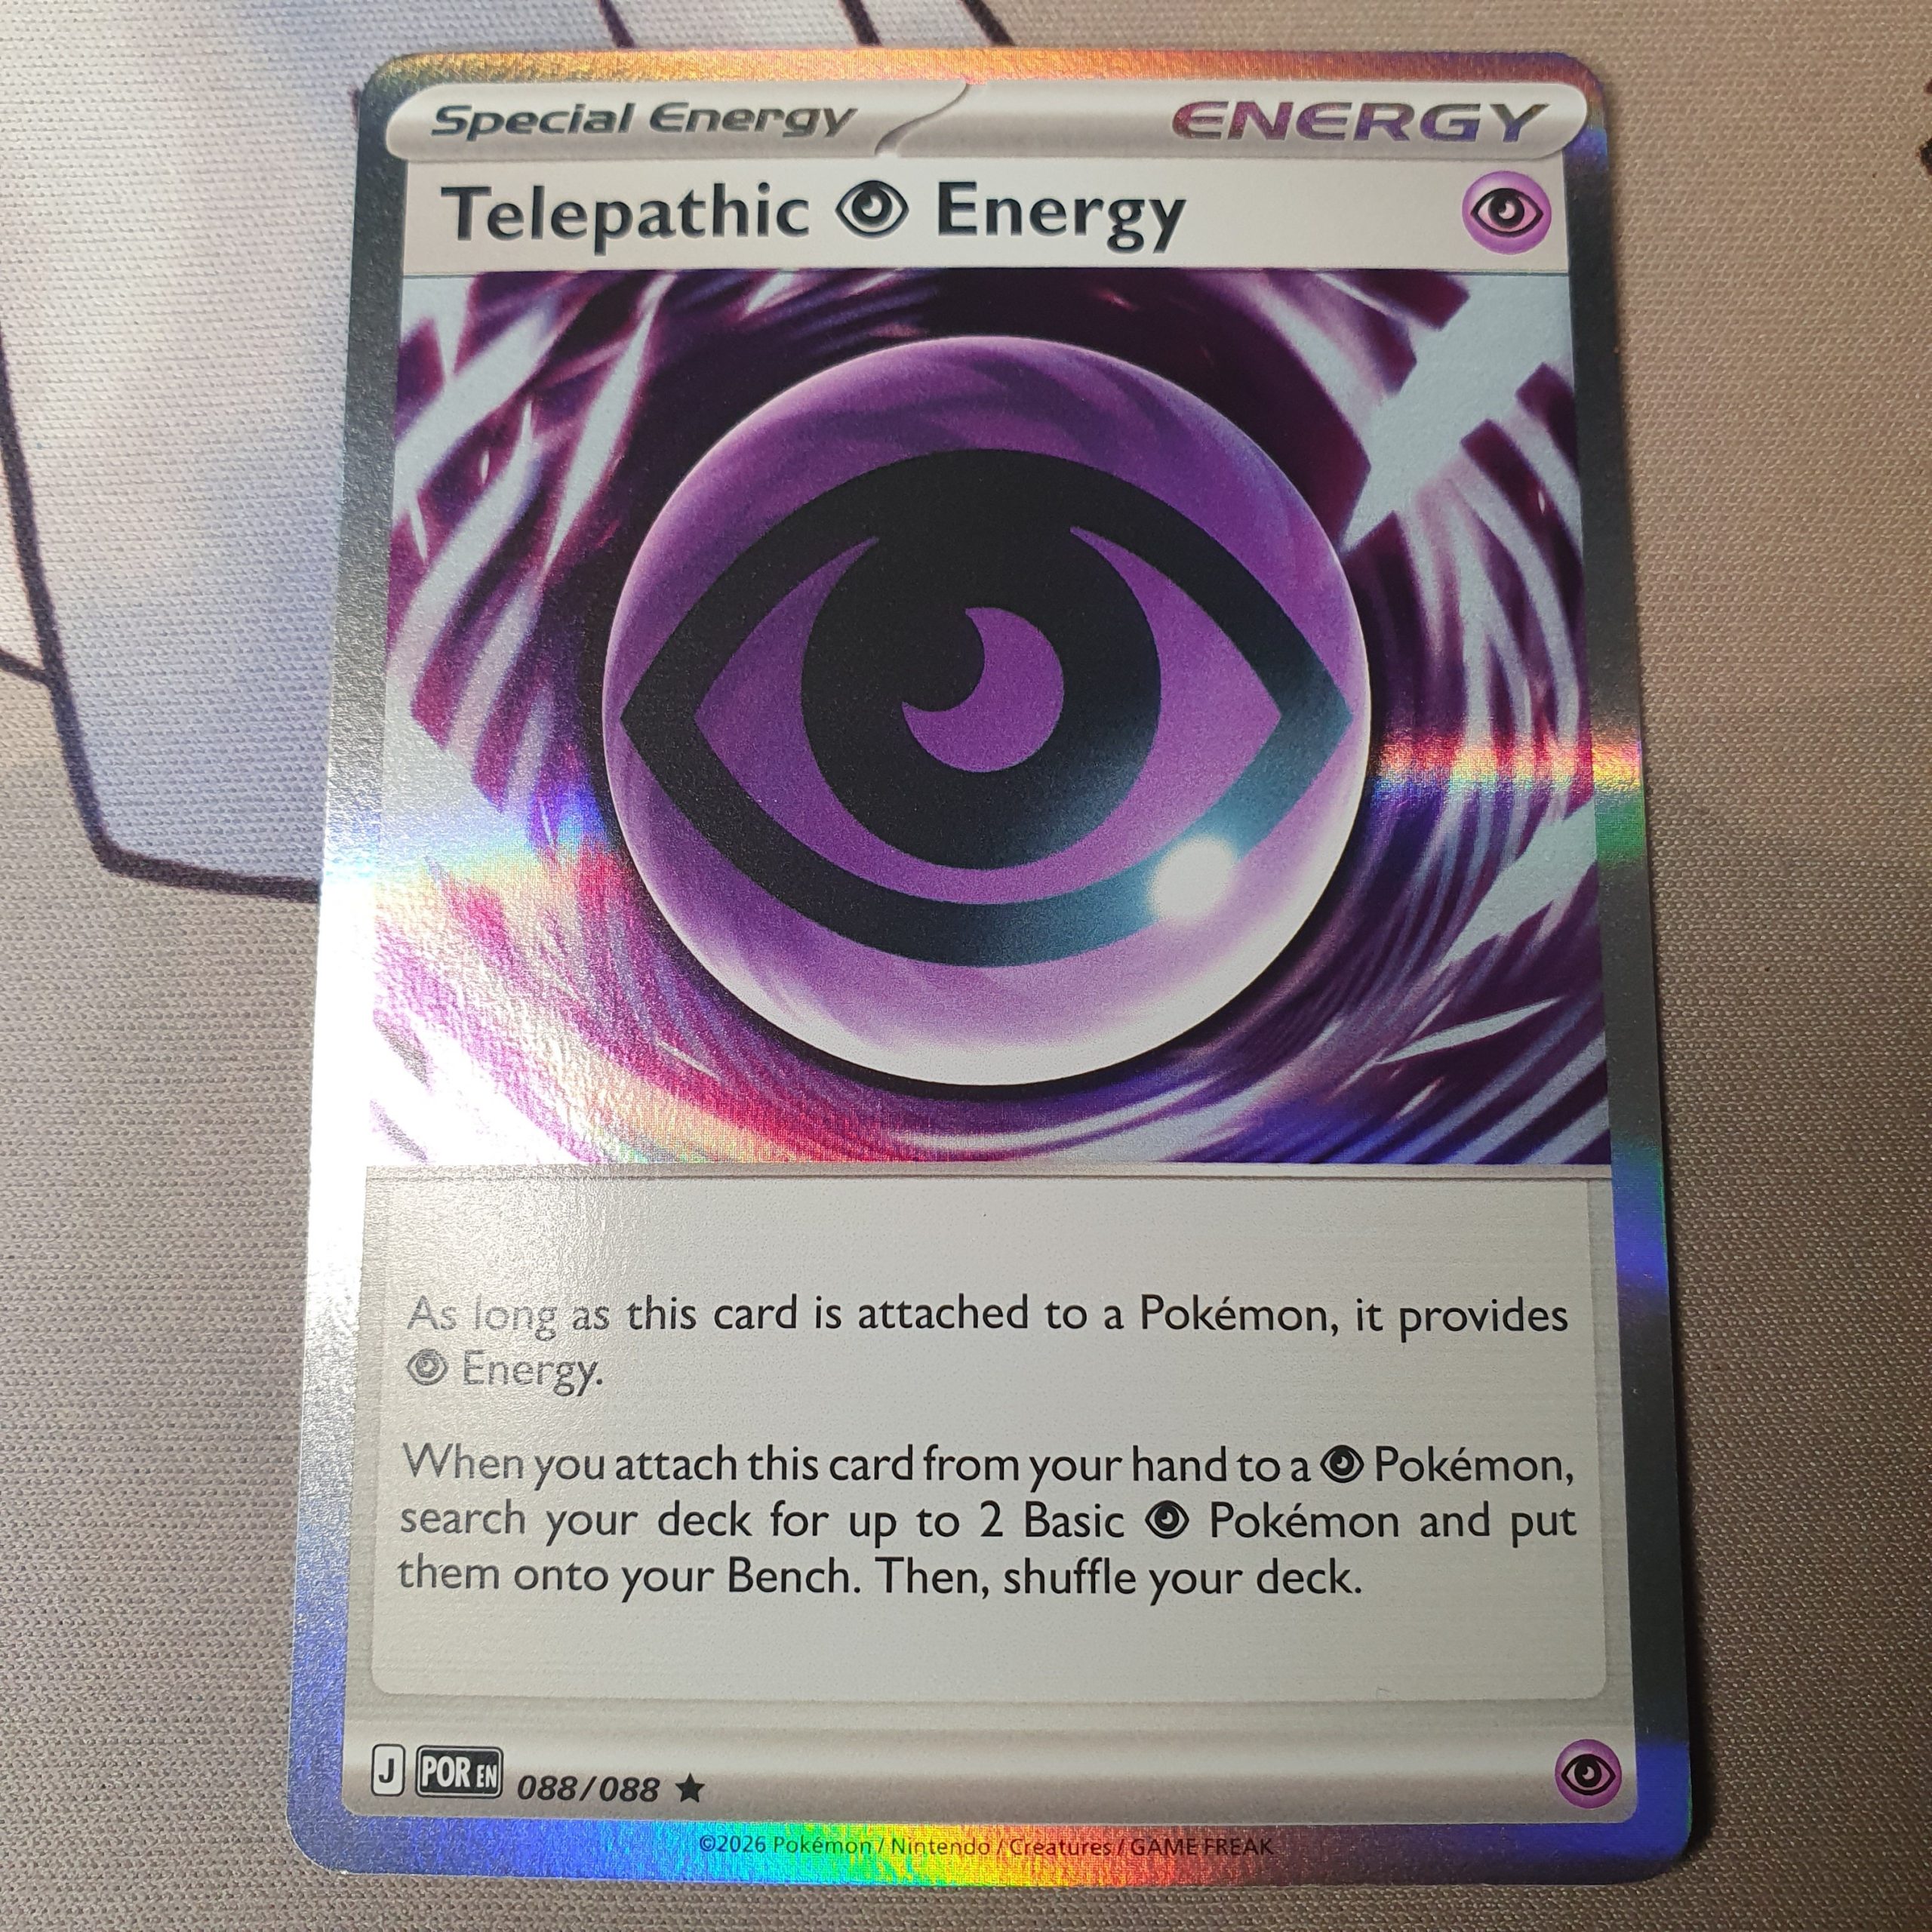 Special Energy
ENERGY
Telepathic Energy
As long as this card is attached to a Pokémon, it provides
Energy.
When you attach this card from your hand to a Pokémon,
search your deck for up to 2 Basic Pokémon and put
them onto your Bench. Then, shuffle your deck.
J POR EN 088/088 ★
©2026 Pokémon / Nintendo / Creatures / GAME FREAK